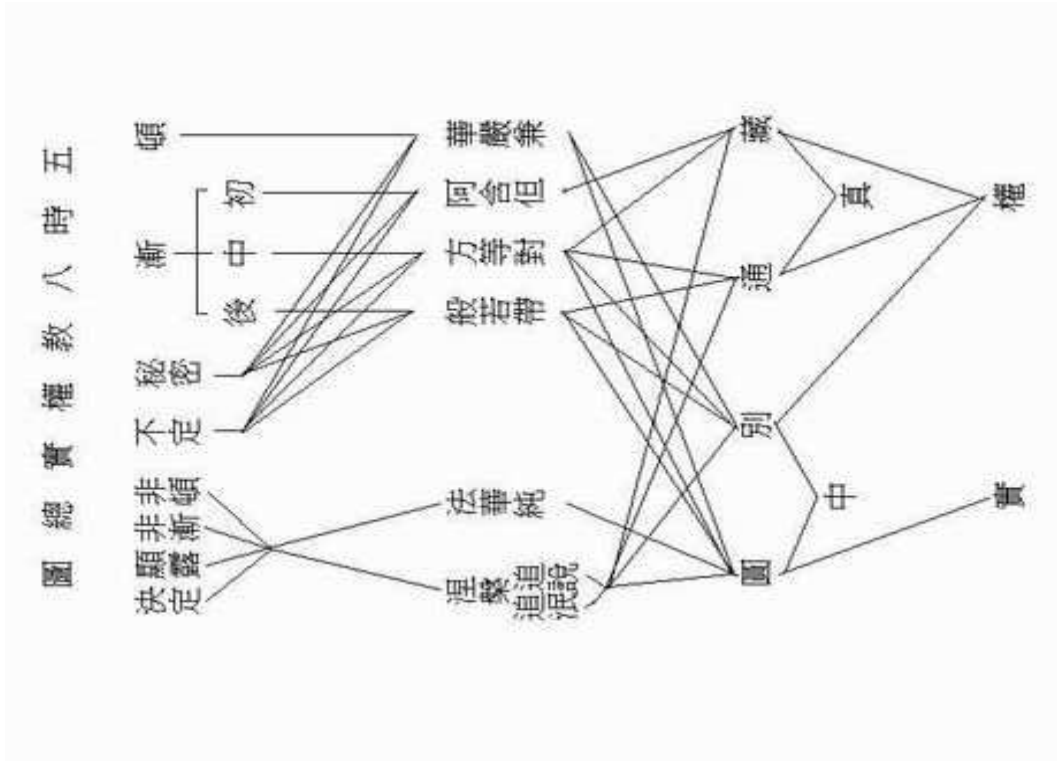 五時八教權實總圖
頓
漸
初
中
後
秘密
不定
非頓
非漸
顯露
決定
華嚴兼
阿含但
方等對
般若帶
法華純
涅槃追說
追泯
藏
通
別
圓
真
中
權
實